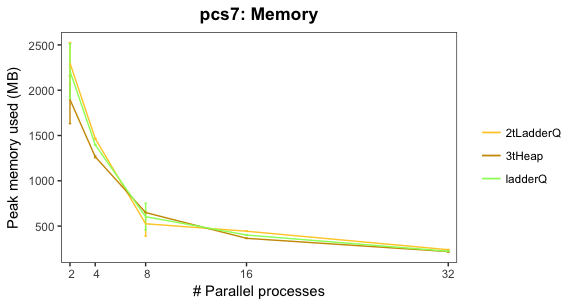 pcs7: Memory
Peak memory used (MB)
2500
2000
1500
1000
500
2 4 8 16 32
# Parallel processes
2tLadderQ
3tHeap
ladderQ